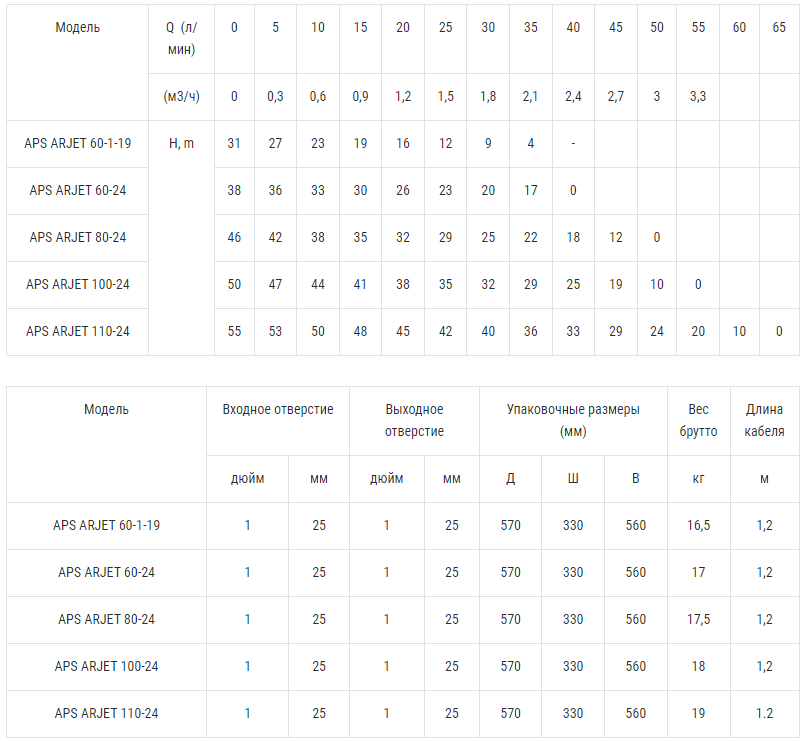 Модель Q (л/мин) 0 5 10 15 20 25 30 35 40 45 50 55 60 65
(м3/ч) 0 0,3 0,6 0,9 1,2 1,5 1,8 2,1 2,4 2,7 3 3,3
APS ARJET 60-1-19 H, m 31 27 23 19 16 12 9 4 -
APS ARJET 60-24 38 36 33 30 26 23 20 17 0
APS ARJET 80-24 46 42 38 35 32 29 25 22 18 12 0
APS ARJET 100-24 50 47 44 41 38 35 32 29 25 19 10 0
APS ARJET 110-24 55 53 50 48 45 42 40 36 33 29 24 20 10 0
Модель Входное отверстие Выходное отверстие Упаковочные размеры (мм) Вес брутто Длина кабеля
дюйм мм дюйм мм Д Ш В кг м
APS ARJET 60-1-19 1 25 1 25 570 330 560 16,5 1,2
APS ARJET 60-24 1 25 1 25 570 330 560 17 1,2
APS ARJET 80-24 1 25 1 25 570 330 560 17,5 1,2
APS ARJET 100-24 1 25 1 25 570 330 560 18 1,2
APS ARJET 110-24 1 25 1 25 570 330 560 19 1.2